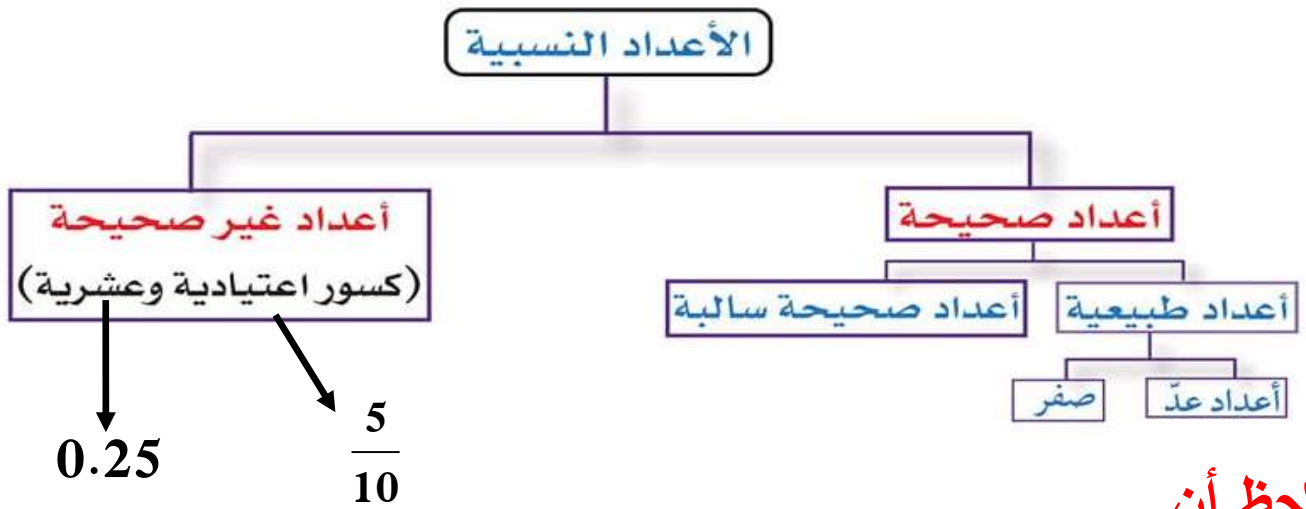 الأعداد النسبية
أعداد صحيحة
أعداد غير صحيحة
(كسور اعتيادية وعشرية)
أعداد طبيعية
أعداد صحيحة سالبة
أعداد عدّ
صفر
5
10
0.25
أن